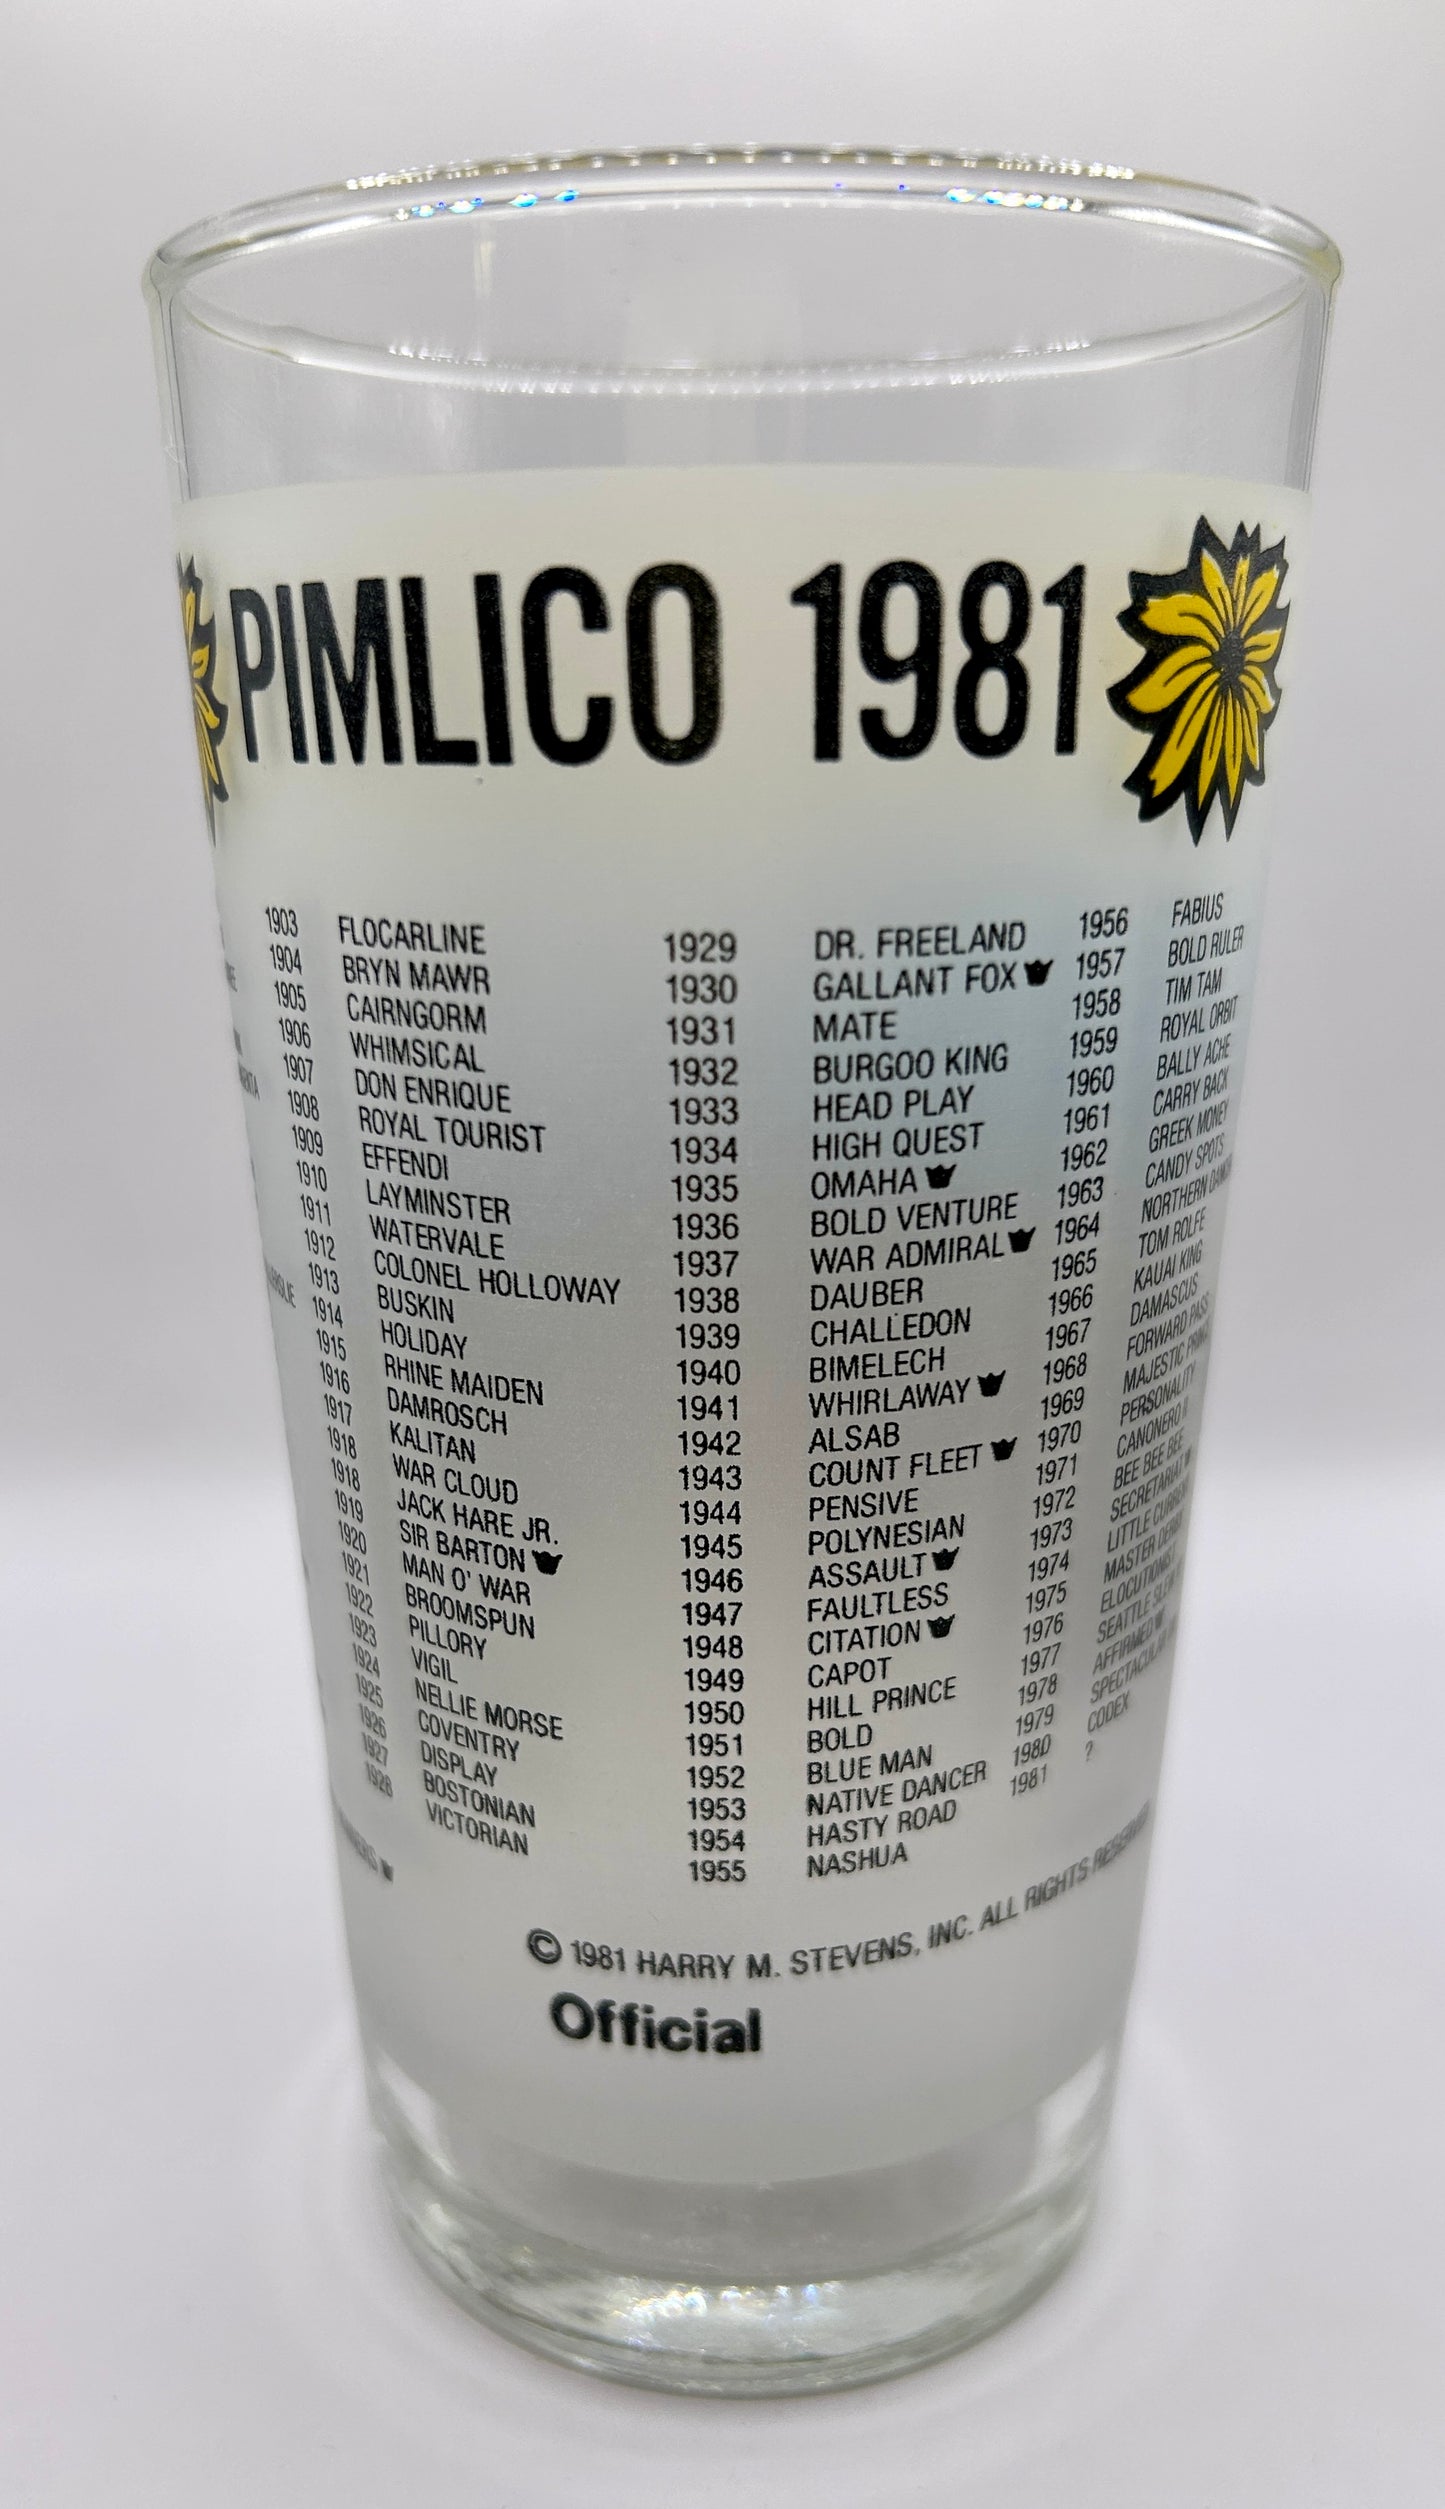 PIMLICO 1981
1903 FLOCARLINE
1904 BRYN MAWR
1905 CAIRNGORM
1906 WHIMSICAL
1907 DON ENRIQUE
1908 ROYAL TOURIST
1909 EFFENDI
1910 LAYMINSTER
1911 WATERVALE
1912 COLONEL HOLLOWAY
1913 BUSKIN
1914 HOLIDAY
1915 RHINE MAIDEN
1916 DAMROSCH
1917 KALITAN
1918 WAR CLOUD
1918 JACK HARE JR.
1919 SIR BARTON
1920 MAN O' WAR
1921 BROOMSPUN
1922 PILLORY
1923 VIGIL
1924 NELLIE MORSE
1925 COVENTRY
1926 DISPLAY
1927 BOSTONIAN
1928 VICTORIAN
1929 DR. FREELAND
1930 GALLANT FOX
1931 MATE
1932 BURGOO KING
1933 HEAD PLAY
1934 HIGH QUEST
1935 OMAHA
1936 BOLD VENTURE
1937 WAR ADMIRAL
1938 DAUBER
1939 CHALLEDON
1940 BIMELECH
1941 WHIRLAWAY
1942 ALSAB
1943 COUNT FLEET
1944 PENSIVE
1945 POLYNESIAN
1946 ASSAULT
1947 FAULTLESS
1948 CITATION
1949 CAPOT
1950 HILL PRINCE
1951 BOLD
1952 BLUE MAN
1953 NATIVE DANCER
1954 HASTY ROAD
1955 NASHUA
1956 FABIUS
1957 BOLD RULER
1958 TIM TAM
1959 ROYAL ORBIT
1960 BALLY ACHE
1961 CARRY BACK
1962 GREEK MONEY
1963 CANDY SPOTS
1964 NORTHERN
1965 TOM ROLFE
1966 KAUAI KING
1967 DAMASCUS
1968 FORWARD PASS
1969 MAJESTIC
1970 PERSONALITY
1971 CANONERO II
1972 BEE BEE BEE
1973 SECRETARIAT
1974 LITTLE CURRENT
1975 MASTER DERBY
1976 ELOCUTIONIST
1977 SEATTLE
1978 AFFIRMED
1979 SPECTACULAR
1980 CODEX
1981 ?
© 1981 HARRY M. STEVENS, INC. ALL RIGHTS RESERVED
Official